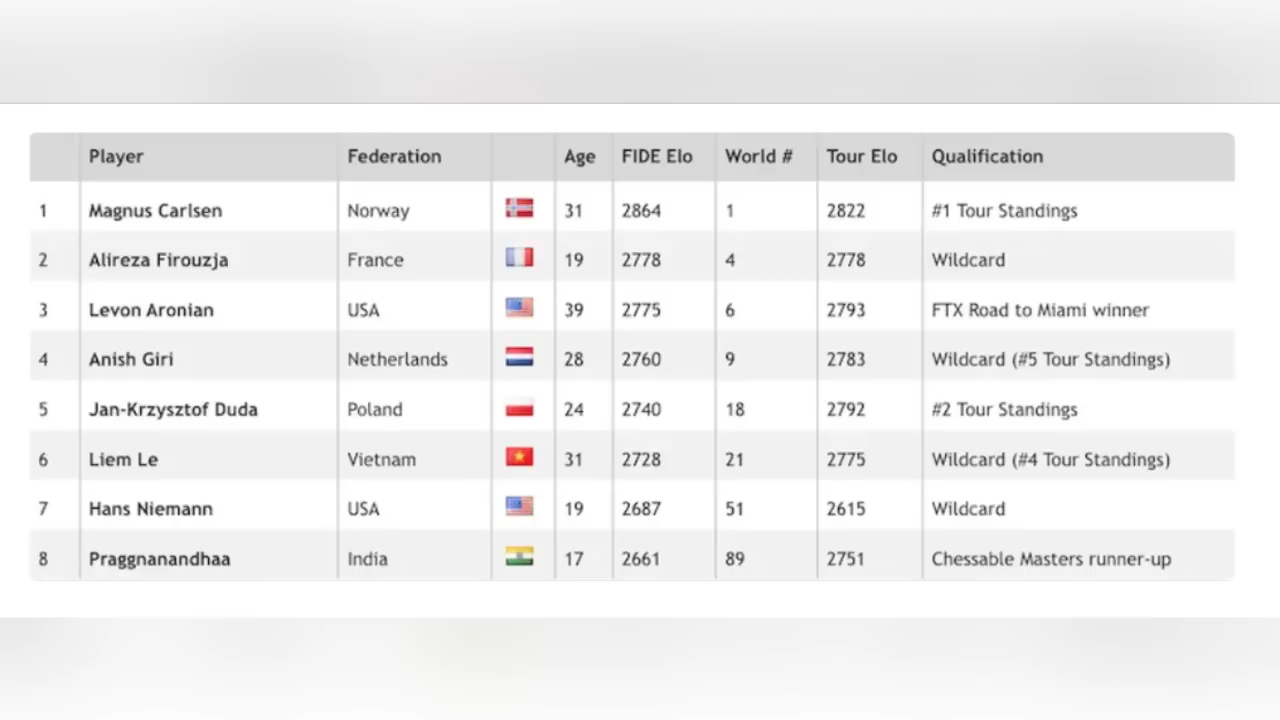 Player Federation Age FIDE Elo World # Tour Elo Qualification
1 Magnus Carlsen Norway 31 2864 1 2822 #1 Tour Standings
2 Alireza Firouzja France 19 2778 4 2778 Wildcard
3 Levon Aronian USA 39 2775 6 2793 FTX Road to Miami winner
4 Anish Giri Netherlands 28 2760 9 2783 Wildcard (#5 Tour Standings)
5 Jan-Krzysztof Duda Poland 24 2740 18 2792 #2 Tour Standings
6 Liem Le Vietnam 31 2728 21 2775 Wildcard (#4 Tour Standings)
7 Hans Niemann USA 19 2687 51 2615 Wildcard
8 Praggnanandhaa India 17 2661 89 2751 Chessable Masters runner-up